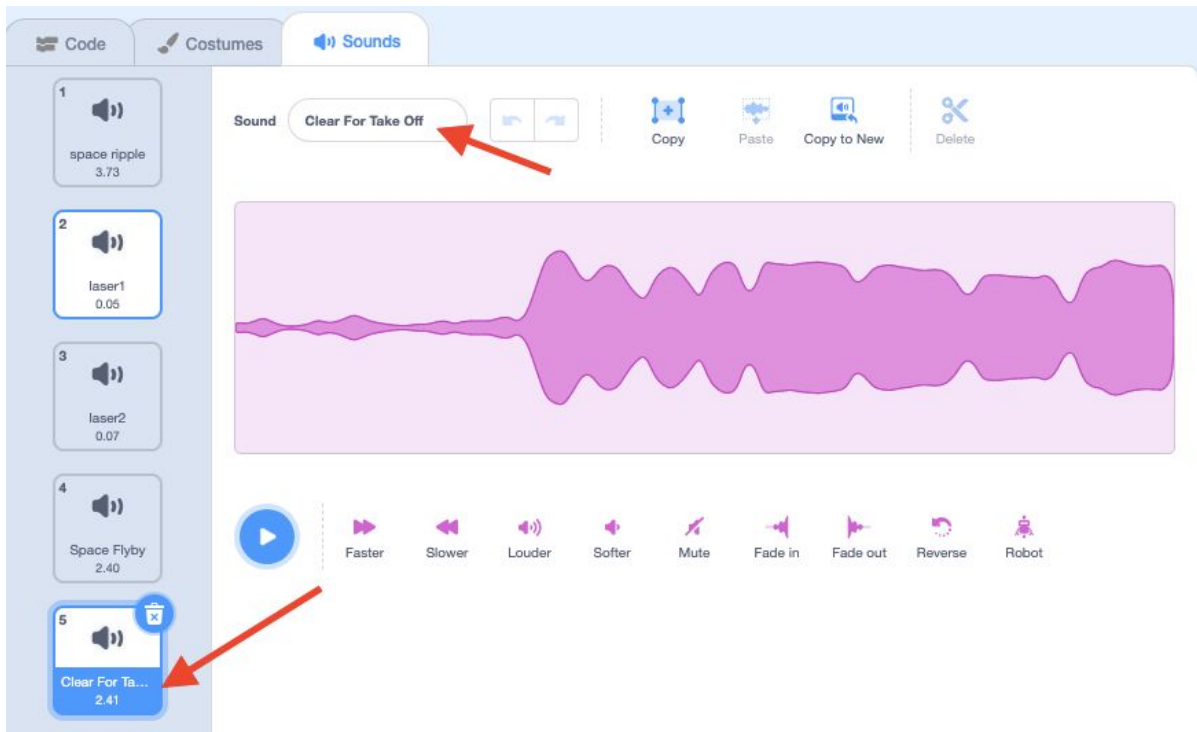 Code
Costumes
Sounds
1
space ripple
3.73
2
laser1
0.05
3
laser2
0.07
4
Space Flyby
2.40
5
Clear For Ta...
2.41
Sound Clear For Take Off
Copy
Paste
Copy to New
Delete
Faster
Slower
Louder
Softer
Mute
Fade in
Fade out
Reverse
Robot